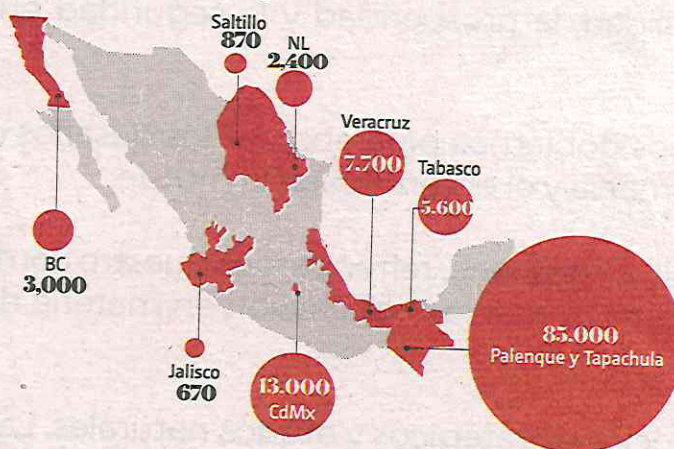 Saltillo
870
NL
2,400
Veracruz
7.700
Tabasco
5.600
BC
3,000
85.000
Palenque y Tapachula
Jalisco
670
13.000
CdMx